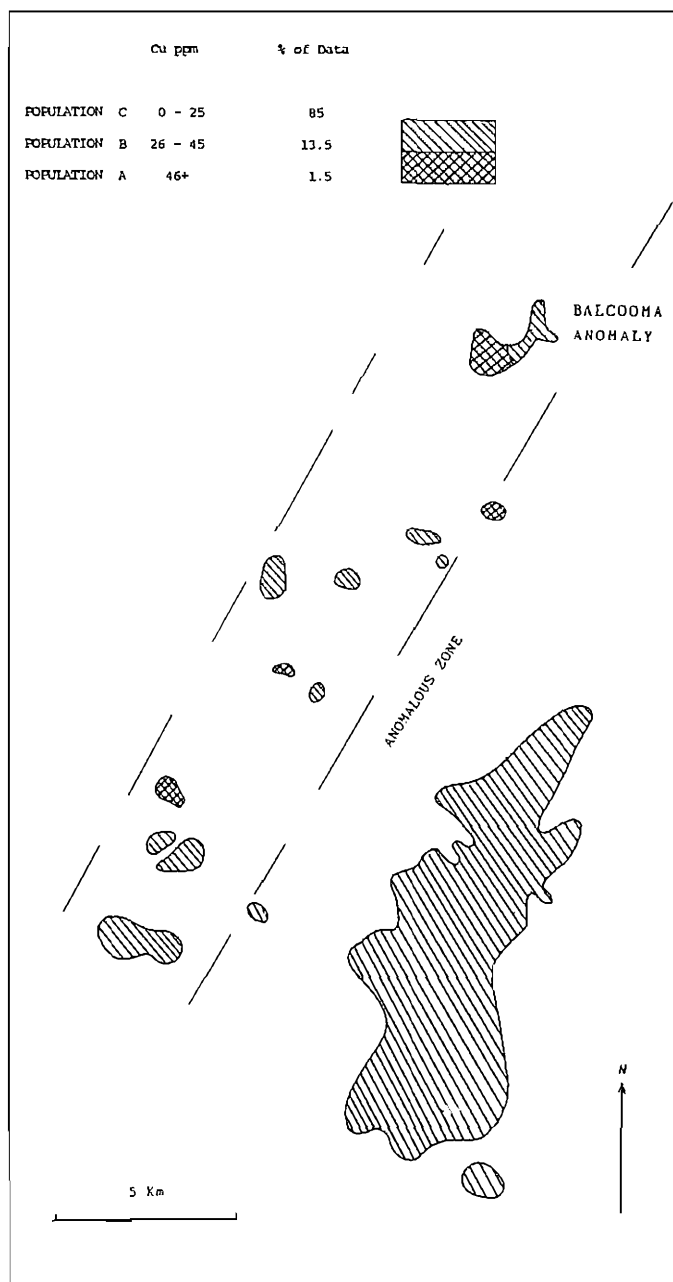 Cu ppm % of Data
POPULATION C 0 - 25 85
POPULATION B 26 - 45 13.5
POPULATION A 46+ 1.5
BALCOOMA
ANOMALY
ANOMALOUS ZONE
N
5 Km